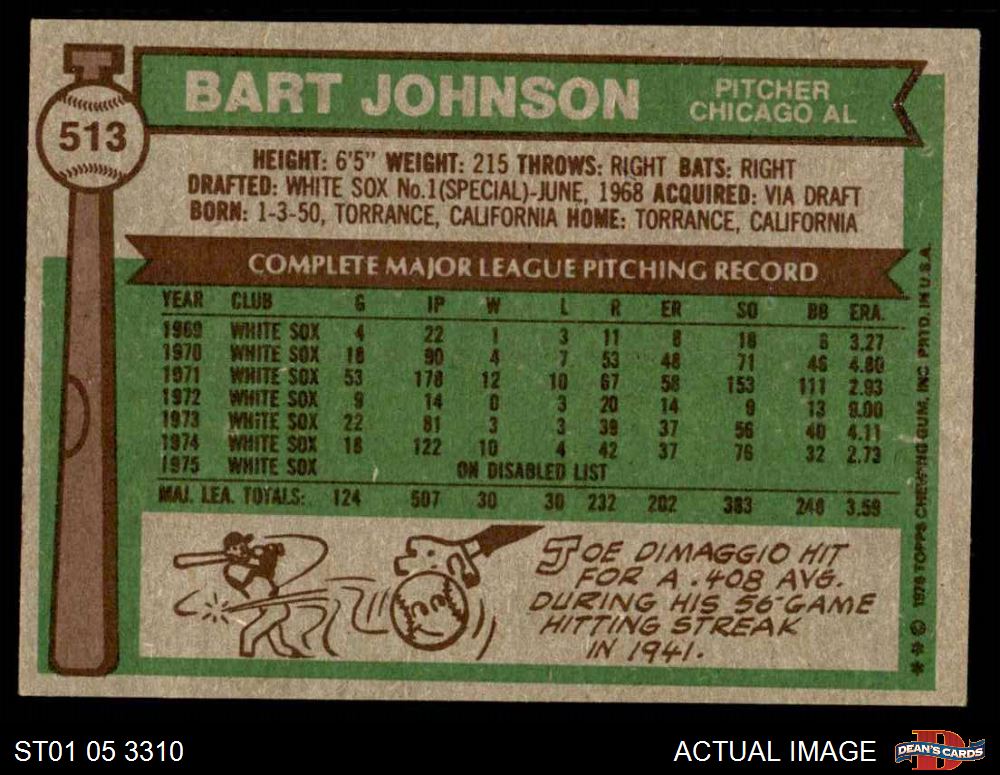 BART JOHNSON
PITCHER
CHICAGO AL
513
HEIGHT: 6'5" WEIGHT: 215 THROWS: RIGHT BATS: RIGHT
DRAFTED: WHITE SOX No.1(SPECIAL)-JUNE, 1968 ACQUIRED: VIA DRAFT
BORN: 1-3-50, TORRANCE, CALIFORNIA HOME: TORRANCE, CALIFORNIA
COMPLETE MAJOR LEAGUE PITCHING RECORD
YEAR CLUB G IP W L R ER SO BB ERA.
1969 WHITE SOX 4 22 1 3 11 8 18 6 3.27
1970 WHITE SOX 18 90 4 7 53 48 71 46 4.80
1971 WHITE SOX 53 178 12 10 67 58 153 111 2.93
1972 WHITE SOX 9 14 0 3 20 14 9 13 9.00
1973 WHITE SOX 22 81 3 3 39 37 56 40 4.11
1974 WHITE SOX 18 122 10 4 42 37 76 32 2.73
1975 WHITE SOX ON DISABLED LIST
MAJ. LEA. TOTALS: 124 507 30 30 232 202 383 248 3.59
JOE DIMAGGIO HIT
FOR A .408 AVG.
DURING HIS 56-GAME
HITTING STREAK
IN 1941.
** © 1976 TOPPS CHEWING GUM, INC. PRTD. IN U.S.A.
ST01 05 3310
ACTUAL IMAGE
D
DEAN'S CARDS